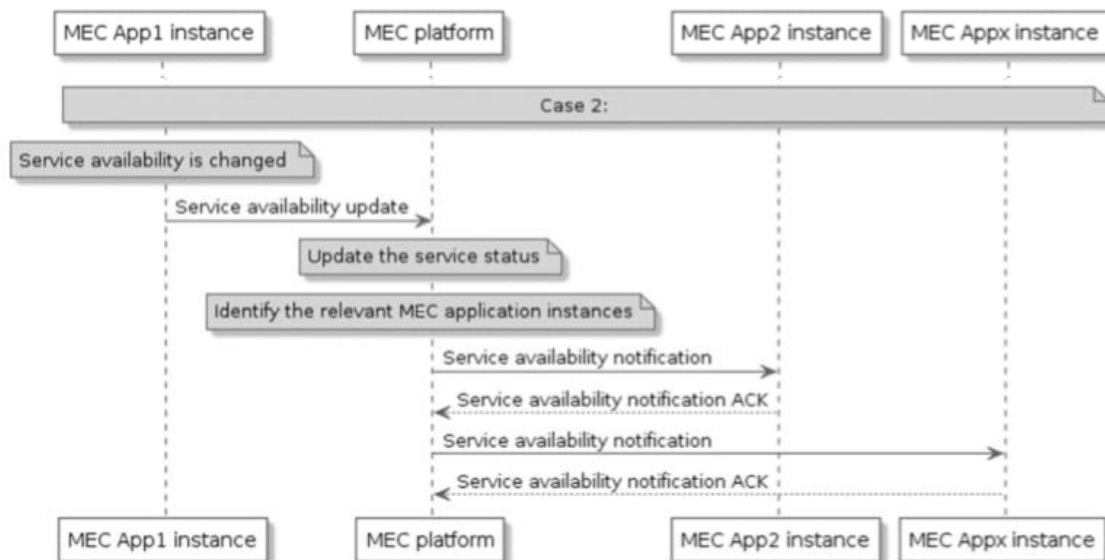 MEC App1 instance
MEC platform
MEC App2 instance
MEC Appx instance
Case 2:
Service availability is changed
Service availability update
Update the service status
Identify the relevant MEC application instances
Service availability notification
Service availability notification ACK
Service availability notification
Service availability notification ACK
MEC App1 instance
MEC platform
MEC App2 instance
MEC Appx instance